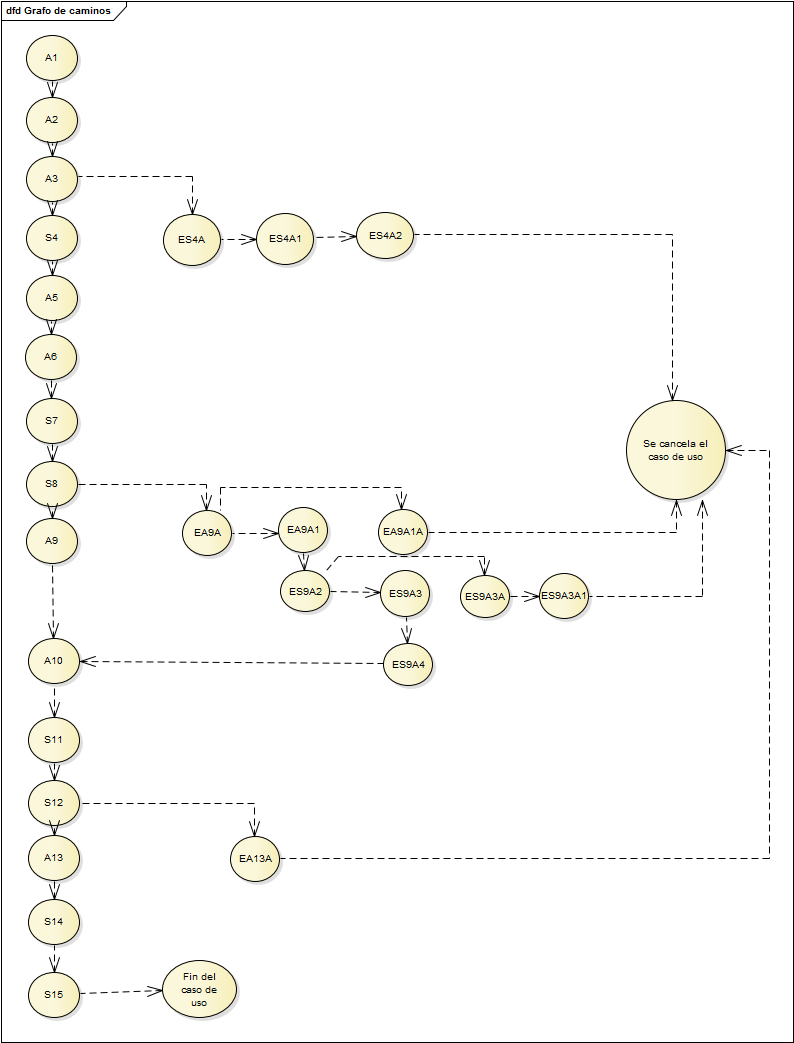 dfd Grafo de caminos
A1
A2
A3
S4
ES4A
ES4A1
ES4A2
A5
A6
S7
Se cancela el
caso de uso
S8
A9
EA9A
EA9A1
EA9A1A
ES9A2
ES9A3
ES9A3A
ES9A3A1
A10
ES9A4
S11
S12
A13
EA13A
S14
S15
Fin del
caso de
uso